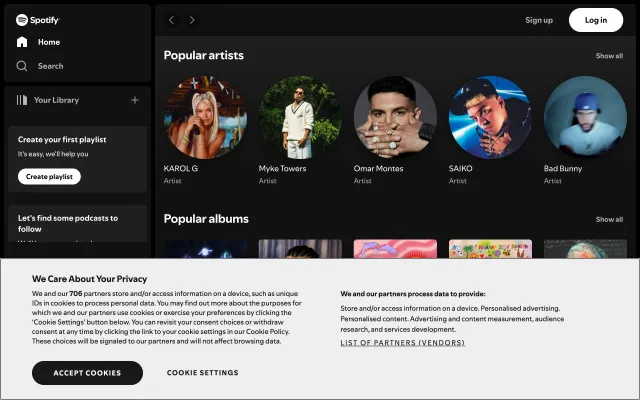 Spotify
Home
Search
Your Library
Create your first playlist
It's easy, we'll help you
Create playlist
Let's find some podcasts to
follow
Sign up
Log in
Popular artists
Show all
KAROL G
Artist
Myke Towers
Artist
Omar Montes
Artist
SAIKO
Artist
Bad Bunny
Artist
Popular albums
Show all
We Care About Your Privacy
We and our 706 partners store and/or access information on a device, such as unique
IDs in cookies to process personal data. You may find out more about the purposes for
which we and our partners use cookies or exercise your preferences by clicking the
'Cookie Settings' button below. You can revisit your consent choices or withdraw
consent at any time by clicking the link to your cookie settings in our Cookie Policy.
These choices will be signaled to our partners and will not affect browsing data.
ACCEPT COOKIES
COOKIE SETTINGS
We and our partners process data to provide:
Store and/or access information on a device. Personalised advertising.
Personalised content. Advertising and content measurement, audience
research, and services development.
LIST OF PARTNERS (VENDORS)